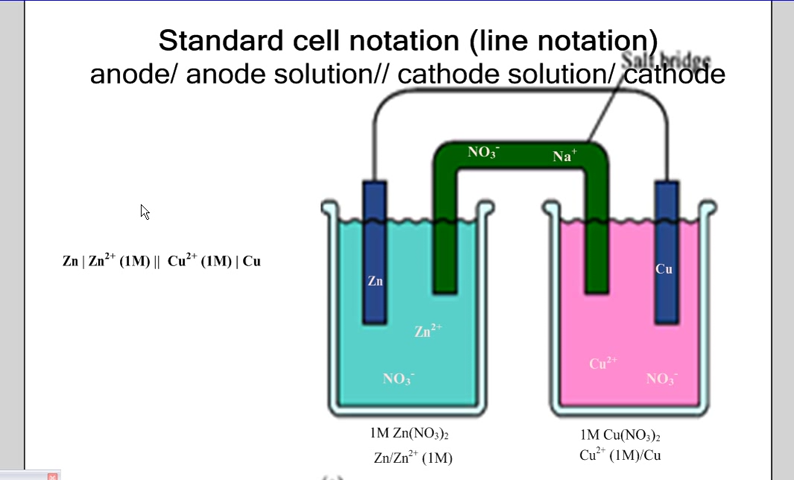 Standard cell notation (line notation)
anode/ anode solution// cathode solution/ cathode
Salt bridge
NO₃⁻ Na⁺
Zn | Zn²⁺ (1M) || Cu²⁺ (1M) | Cu
Zn
Cu
Zn²⁺
Cu²⁺
NO₃⁻
NO₃⁻
1M Zn(NO₃)₂
Zn/Zn²⁺ (1M)
1M Cu(NO₃)₂
Cu²⁺ (1M)/Cu